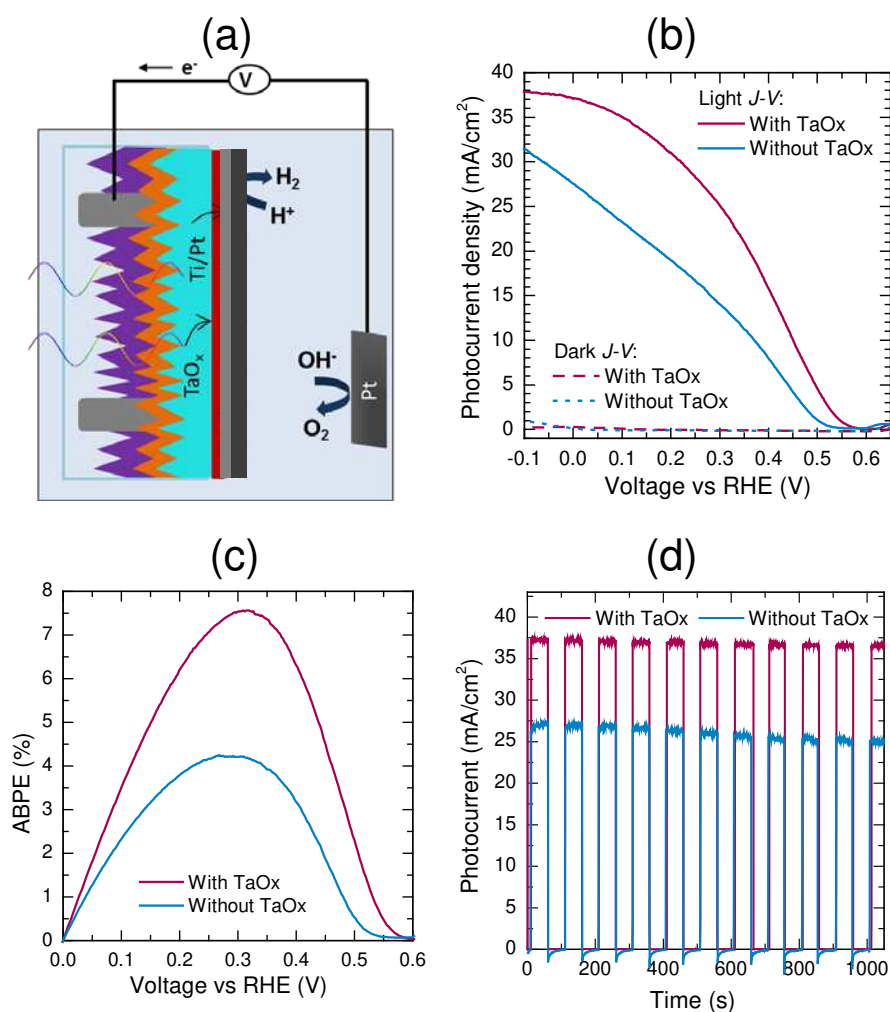 (a)
e⁻
V
H₂
H⁺
Ti/Pt
TaOₓ
OH⁻
O₂
Pt
(b)
Photocurrent density (mA/cm²)
40
35
30
25
20
15
10
5
0
Light J-V:
With TaOx
Without TaOx
Dark J-V:
With TaOx
Without TaOx
-0.1 0.0 0.1 0.2 0.3 0.4 0.5 0.6
Voltage vs RHE (V)
(c)
ABPE (%)
8
7
6
5
4
3
2
1
0
With TaOx
Without TaOx
0.0 0.1 0.2 0.3 0.4 0.5 0.6
Voltage vs RHE (V)
(d)
Photocurrent (mA/cm²)
With TaOx Without TaOx
40
35
30
25
20
15
10
5
0
0 200 400 600 800 1000
Time (s)